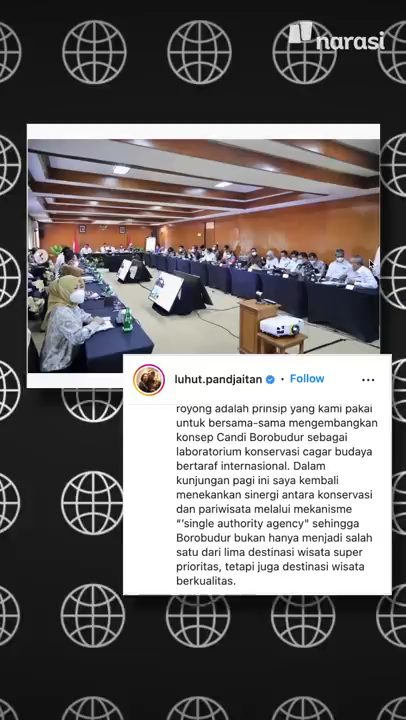 narasi
luhut.pandjaitan • Follow
royong adalah prinsip yang kami pakai
untuk bersama-sama mengembangkan
konsep Candi Borobudur sebagai
laboratorium konservasi cagar budaya
bertaraf internasional. Dalam
kunjungan pagi ini saya kembali
menekankan sinergi antara konservasi
dan pariwisata melalui mekanisme
“‘single authority agency" sehingga
Borobudur bukan hanya menjadi salah
satu dari lima destinasi wisata super
prioritas, tetapi juga destinasi wisata
berkualitas.